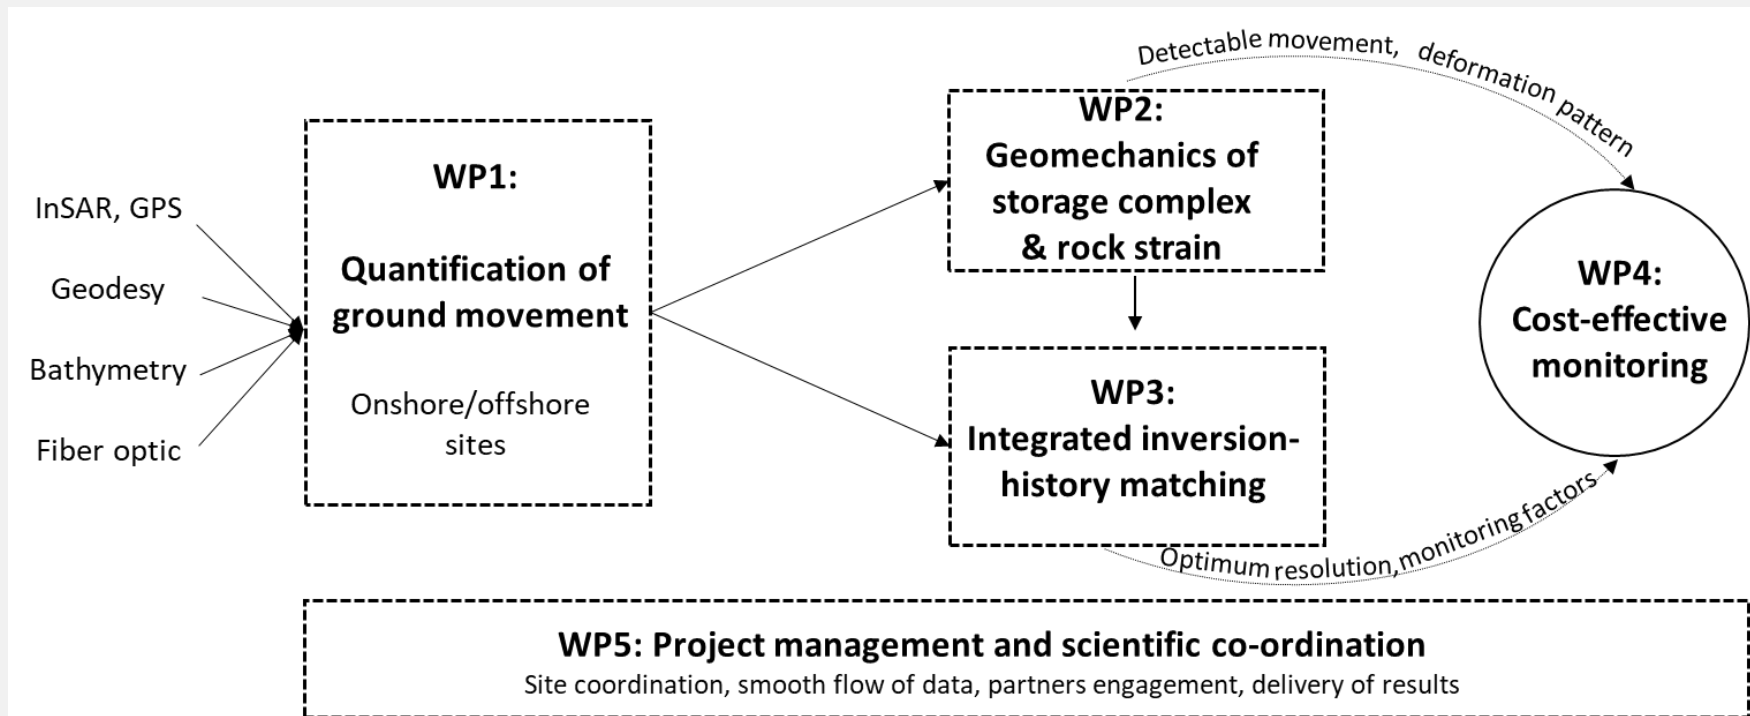 InSAR, GPS
Geodesy
Bathymetry
Fiber optic
WP1:
Quantification of
ground movement
Onshore/offshore
sites
WP2:
Geomechanics of
storage complex
& rock strain
WP3:
Integrated inversion-
history matching
Detectable movement, deformation pattern
Optimum resolution, monitoring factors
WP4:
Cost-effective
monitoring
WP5: Project management and scientific co-ordination
Site coordination, smooth flow of data, partners engagement, delivery of results